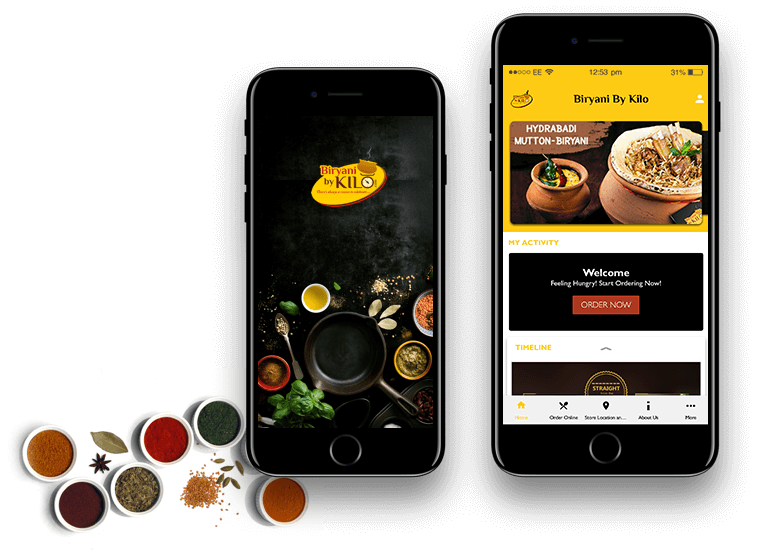 Biryani
by KILO
EE
12:53 pm
31%
Biryani By Kilo
HYDRABADI
MUTTON-BIRYANI
MY ACTIVITY
Welcome
Feeling Hungry! Start Ordering Now!
ORDER NOW
TIMELINE
STRAIGHT
Home
Order Online
Store Location an...
About Us
More